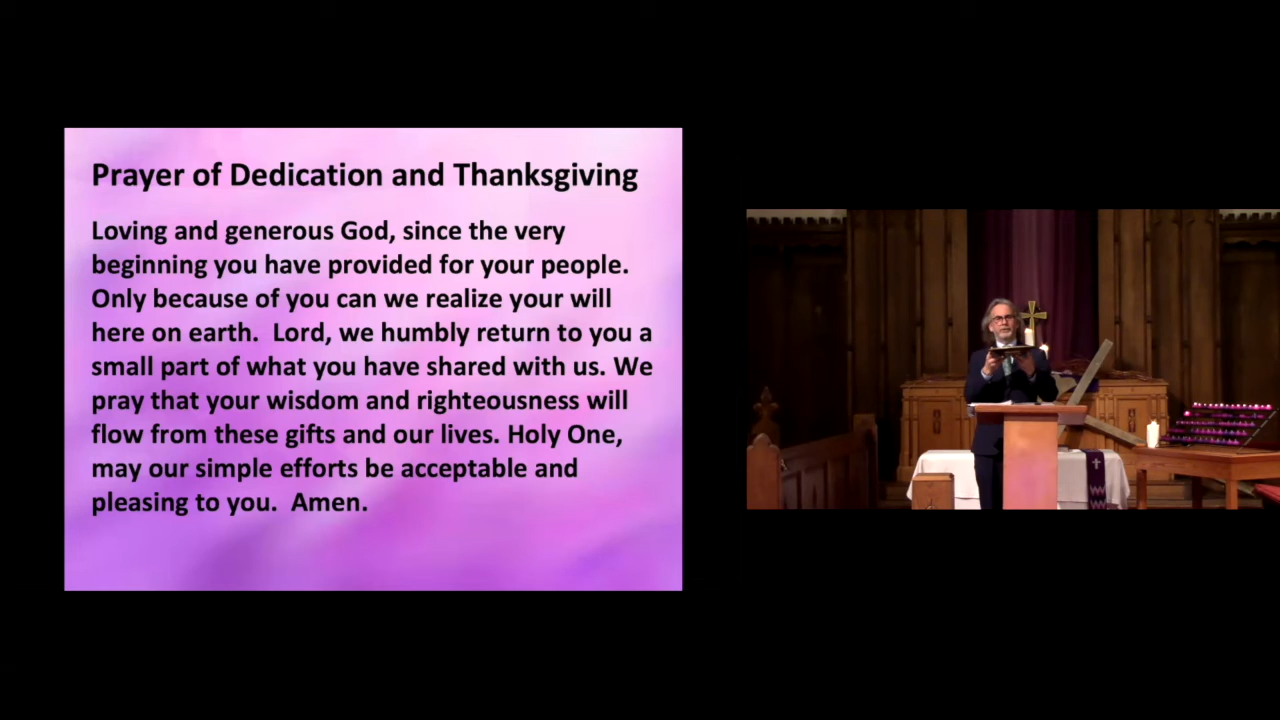 Prayer of Dedication and Thanksgiving
Loving and generous God, since the very
beginning you have provided for your people.
Only because of you can we realize your will
here on earth.  Lord, we humbly return to you a
small part of what you have shared with us. We
pray that your wisdom and righteousness will
flow from these gifts and our lives. Holy One,
may our simple efforts be acceptable and
pleasing to you.  Amen.